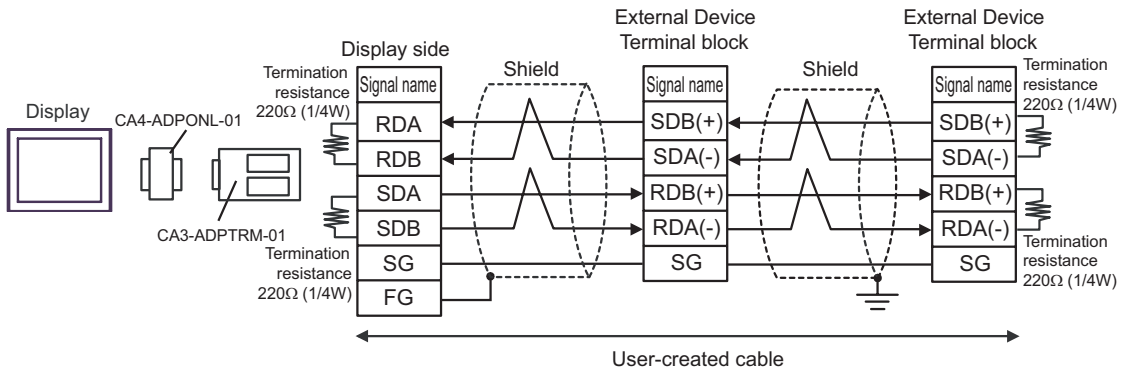 External Device
Terminal block
External Device
Terminal block
Display side
Termination
resistance
220Ω (1/4W)
Signal name
Shield
Signal name
Shield
Signal name
Termination
resistance
220Ω (1/4W)
Display
CA4-ADPONL-01
CA3-ADPTRM-01
RDA
SDB(+)
SDB(+)
RDB
SDA(-)
SDA(-)
SDA
RDB(+)
RDB(+)
SDB
RDA(-)
RDA(-)
SG
SG
SG
FG
Termination
resistance
220Ω (1/4W)
Termination
resistance
220Ω (1/4W)
User-created cable